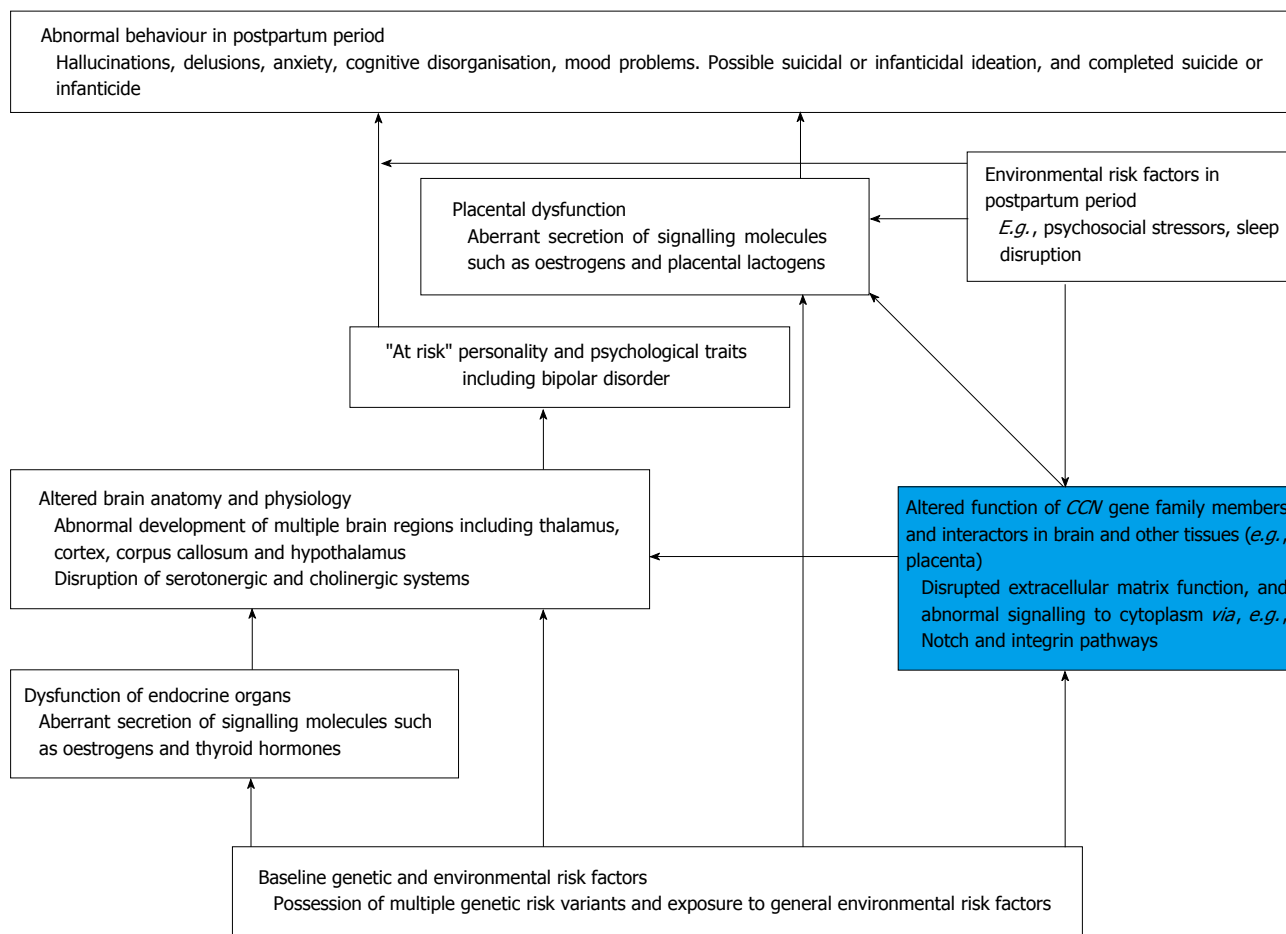 Abnormal behaviour in postpartum period
Hallucinations, delusions, anxiety, cognitive disorganisation, mood problems. Possible suicidal or infanticidal ideation, and completed suicide or
infanticide
Environmental risk factors in
postpartum period
E.g., psychosocial stressors, sleep
disruption
Placental dysfunction
Aberrant secretion of signalling molecules
such as oestrogens and placental lactogens
"At risk" personality and psychological traits
including bipolar disorder
Altered brain anatomy and physiology
Abnormal development of multiple brain regions including thalamus,
cortex, corpus callosum and hypothalamus
Disruption of serotonergic and cholinergic systems
Altered function of CCN gene family members
and interactors in brain and other tissues (e.g.,
placenta)
Disrupted extracellular matrix function, and
abnormal signalling to cytoplasm via, e.g.,
Notch and integrin pathways
Dysfunction of endocrine organs
Aberrant secretion of signalling molecules such
as oestrogens and thyroid hormones
Baseline genetic and environmental risk factors
Possession of multiple genetic risk variants and exposure to general environmental risk factors